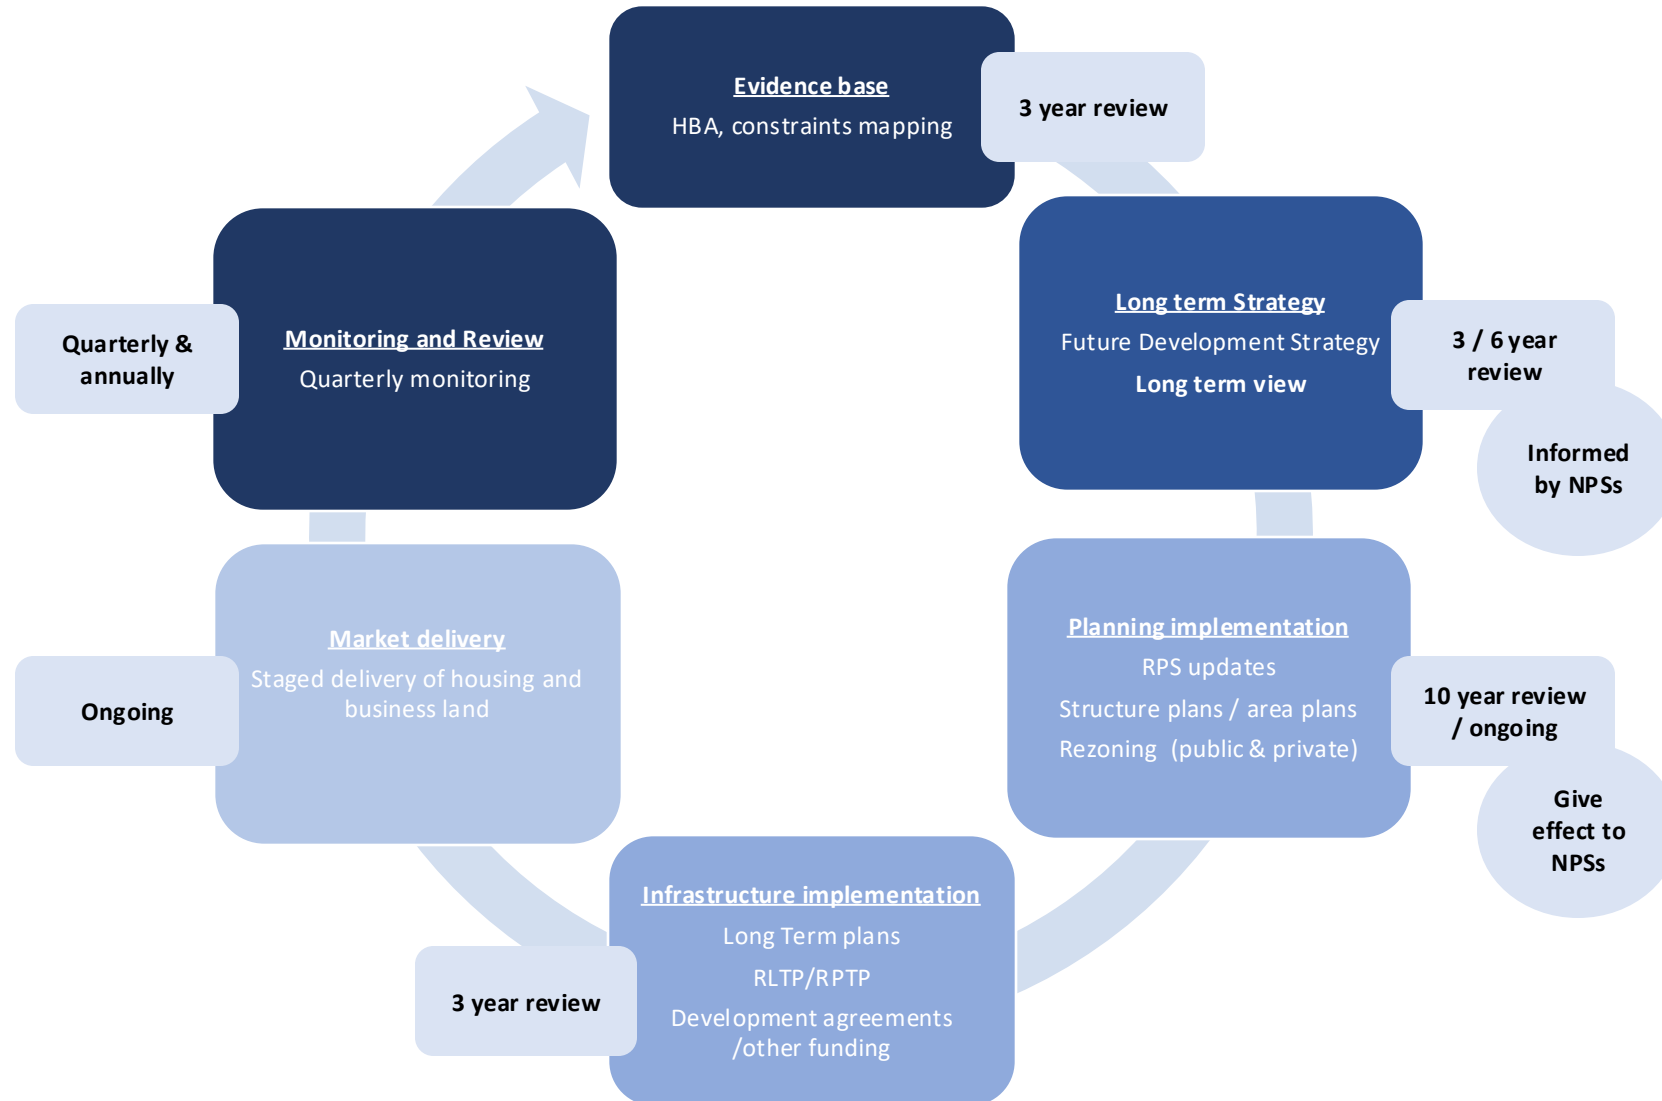 Evidence base
HBA, constraints mapping
3 year review
Long term Strategy
Future Development Strategy
Long term view
3 / 6 year
review
Informed
by NPSs
Planning implementation
RPS updates
Structure plans / area plans
Rezoning (public & private)
10 year review
/ ongoing
Give
effect to
NPSs
Infrastructure implementation
Long Term plans
RLTP/RPTP
Development agreements
/other funding
3 year review
Market delivery
Staged delivery of housing and
business land
Ongoing
Monitoring and Review
Quarterly monitoring
Quarterly &
annually